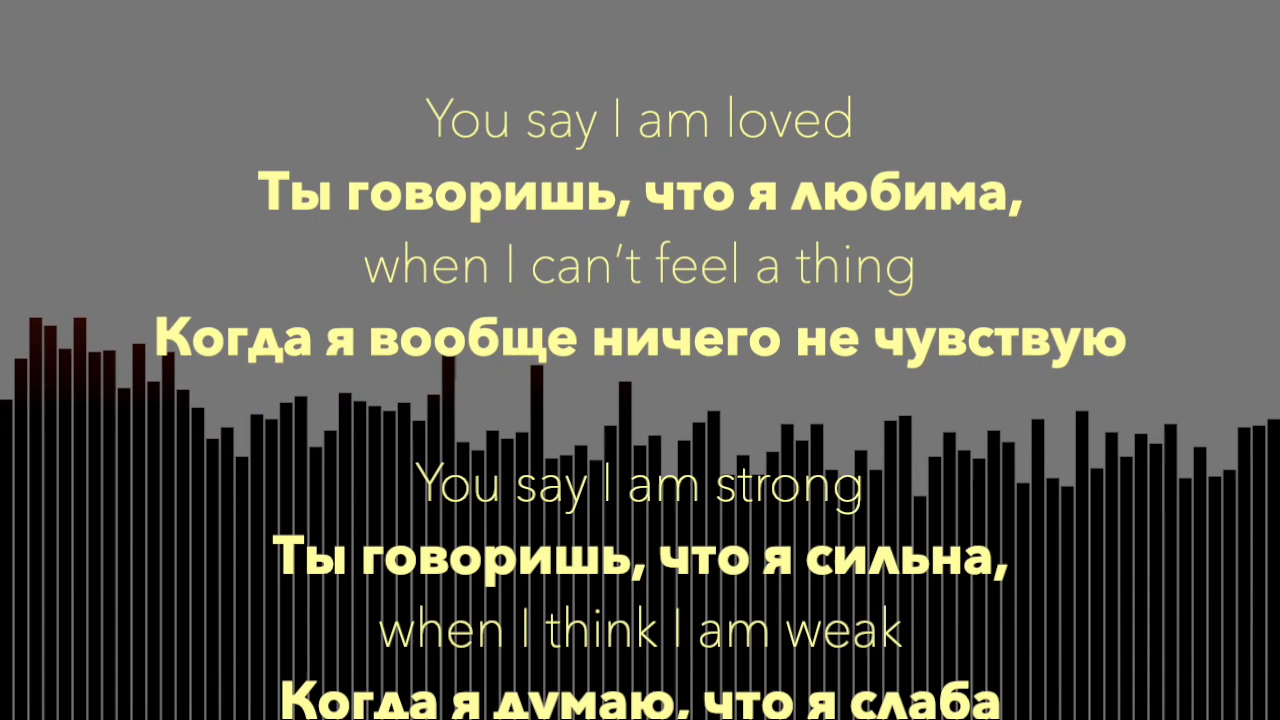 You say I am loved
Ты говоришь, что я любима,
when I can’t feel a thing
Когда я вообще ничего не чувствую
You say I am strong
Ты говоришь, что я сильна,
when I think I am weak
Когда я думаю, что я слаба